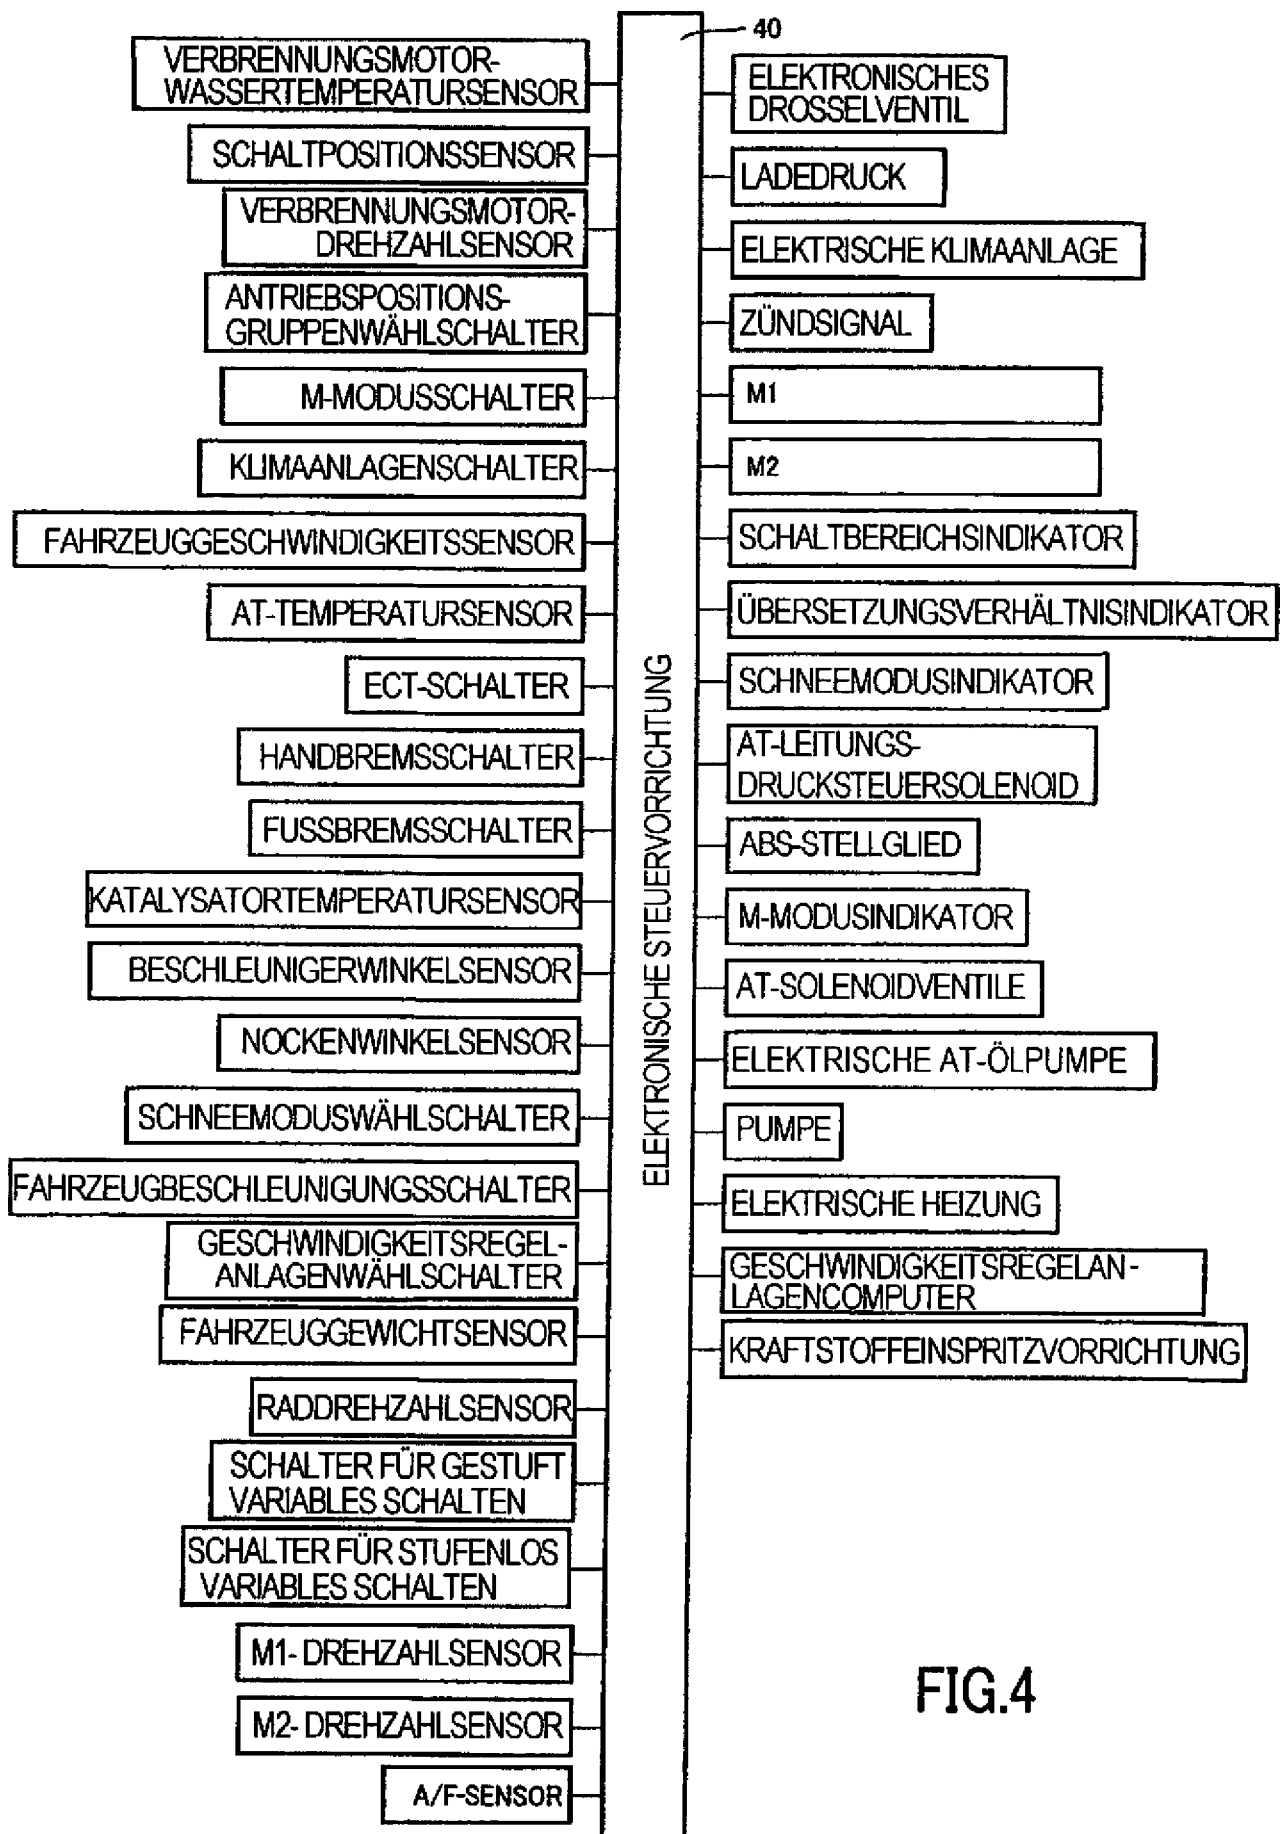 40
VERBRENNUNGSMOTOR-
WASSERTEMPERATURSENSOR
SCHALTPOSITIONSSENSOR
VERBRENNUNGSMOTOR-
DREHZAHLSENSOR
ANTRIEBSPOSITIONS-
GRUPPENWÄHLSCHALTER
M-MODUSSCHALTER
KLIMAANLAGENSCHALTER
FAHRZEUGGESCHWINDIGKEITSSENSOR
AT-TEMPERATURSENSOR
ECT-SCHALTER
HANDBREMSSCHALTER
FUSSBREMSSCHALTER
KATALYSATORTEMPERATURSENSOR
BESCHLEUNIGERWINKELSENSOR
NOCKENWINKELSENSOR
SCHNEEMODUSWÄHLSCHALTER
FAHRZEUGBESCHLEUNIGUNGSSCHALTER
GESCHWINDIGKEITSREGEL-
ANLAGENWÄHLSCHALTER
FAHRZEUGGEWICHTSENSOR
RADDREHZAHLSENSOR
SCHALTER FÜR GESTUFT
VARIABLES SCHALTEN
SCHALTER FÜR STUFENLOS
VARIABLES SCHALTEN
M1- DREHZAHLSENSOR
M2- DREHZAHLSENSOR
A/F-SENSOR
ELEKTRONISCHE STEUERVORRICHTUNG
ELEKTRONISCHES
DROSSELVENTIL
LADEDRUCK
ELEKTRISCHE KLIMAANLAGE
ZÜNDSIGNAL
M1
M2
SCHALTBEREICHSINDIKATOR
ÜBERSETZUNGSVERHÄLTNISINDIKATOR
SCHNEEMODUSINDIKATOR
AT-LEITUNGS-
DRUCKSTEUERSOLENOID
ABS-STELLGLIED
M-MODUSINDIKATOR
AT-SOLENOIDVENTILE
ELEKTRISCHE AT-ÖLPUMPE
PUMPE
ELEKTRISCHE HEIZUNG
GESCHWINDIGKEITSREGELAN-
LAGENCOMPUTER
KRAFTSTOFFEINSPRITZVORRICHTUNG
FIG.4